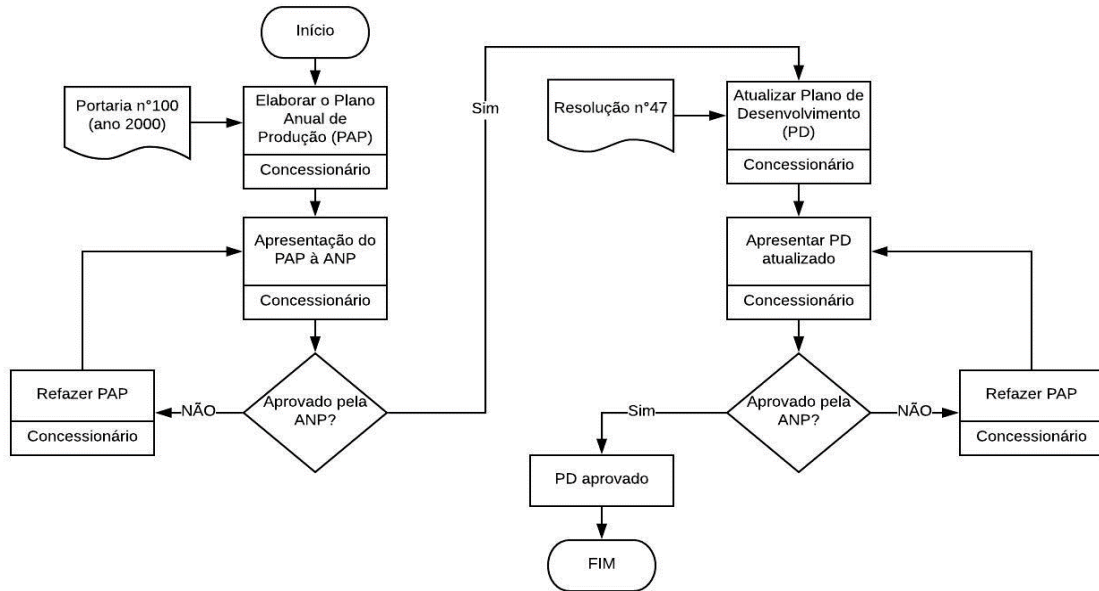 Início
Portaria n°100
(ano 2000)
Elaborar o Plano
Anual de
Produção (PAP)
Concessionário
Apresentação do
PAP à ANP
Concessionário
Aprovado pela
ANP?
NÃO
Refazer PAP
Concessionário
Sim
Resolução n°47
Atualizar Plano de
Desenvolvimento
(PD)
Concessionário
Apresentar PD
atualizado
Concessionário
Aprovado pela
ANP?
NÃO
Refazer PAP
Concessionário
Sim
PD aprovado
FIM